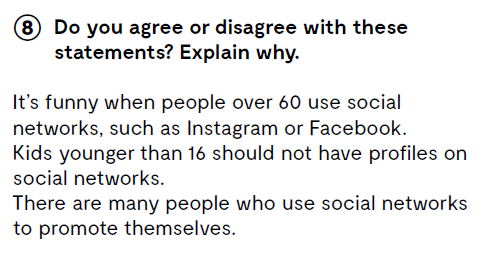 ⑧ Do you agree or disagree with these
statements? Explain why.
It's funny when people over 60 use social
networks, such as Instagram or Facebook.
Kids younger than 16 should not have profiles on
social networks.
There are many people who use social networks
to promote themselves.